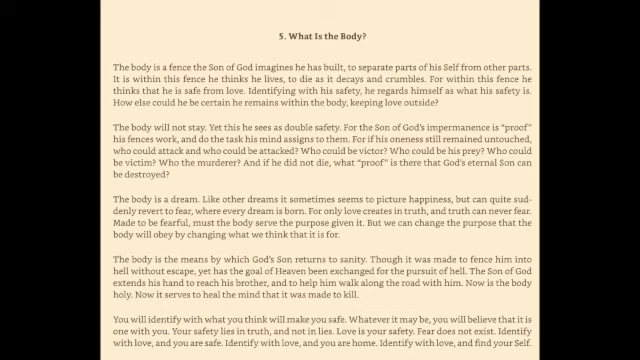 5. What Is the Body?
The body is a fence the Son of God imagines he has built, to separate parts of his Self from other parts.
It is within this fence he thinks he lives, to die as it decays and crumbles. For within this fence he
thinks that he is safe from love. Identifying with his safety, he regards himself as what his safety is.
How else could he be certain he remains within the body, keeping love outside?
The body will not stay. Yet this he sees as double safety. For the Son of God's impermanence is "proof"
his fences work, and do the task his mind assigns to them. For if his oneness still remained untouched,
who could attack and who could be attacked? Who could be victor? Who could be his prey? Who could
be victim? Who the murderer? And if he did not die, what "proof" is there that God's eternal Son can
be destroyed?
The body is a dream. Like other dreams it sometimes seems to picture happiness, but can quite sud-
denly revert to fear, where every dream is born. For only love creates in truth, and truth can never fear.
Made to be fearful, must the body serve the purpose given it. But we can change the purpose that the
body will obey by changing what we think that it is for.
The body is the means by which God's Son returns to sanity. Though it was made to fence him into
hell without escape, yet has the goal of Heaven been exchanged for the pursuit of hell. The Son of God
extends his hand to reach his brother, and to help him walk along the road with him. Now is the body
holy. Now it serves to heal the mind that it was made to kill.
You will identify with what you think will make you safe. Whatever it may be, you will believe that it is
one with you. Your safety lies in truth, and not in lies. Love is your safety. Fear does not exist. Identify
with love, and you are safe. Identify with love, and you are home. Identify with love, and find your Self.